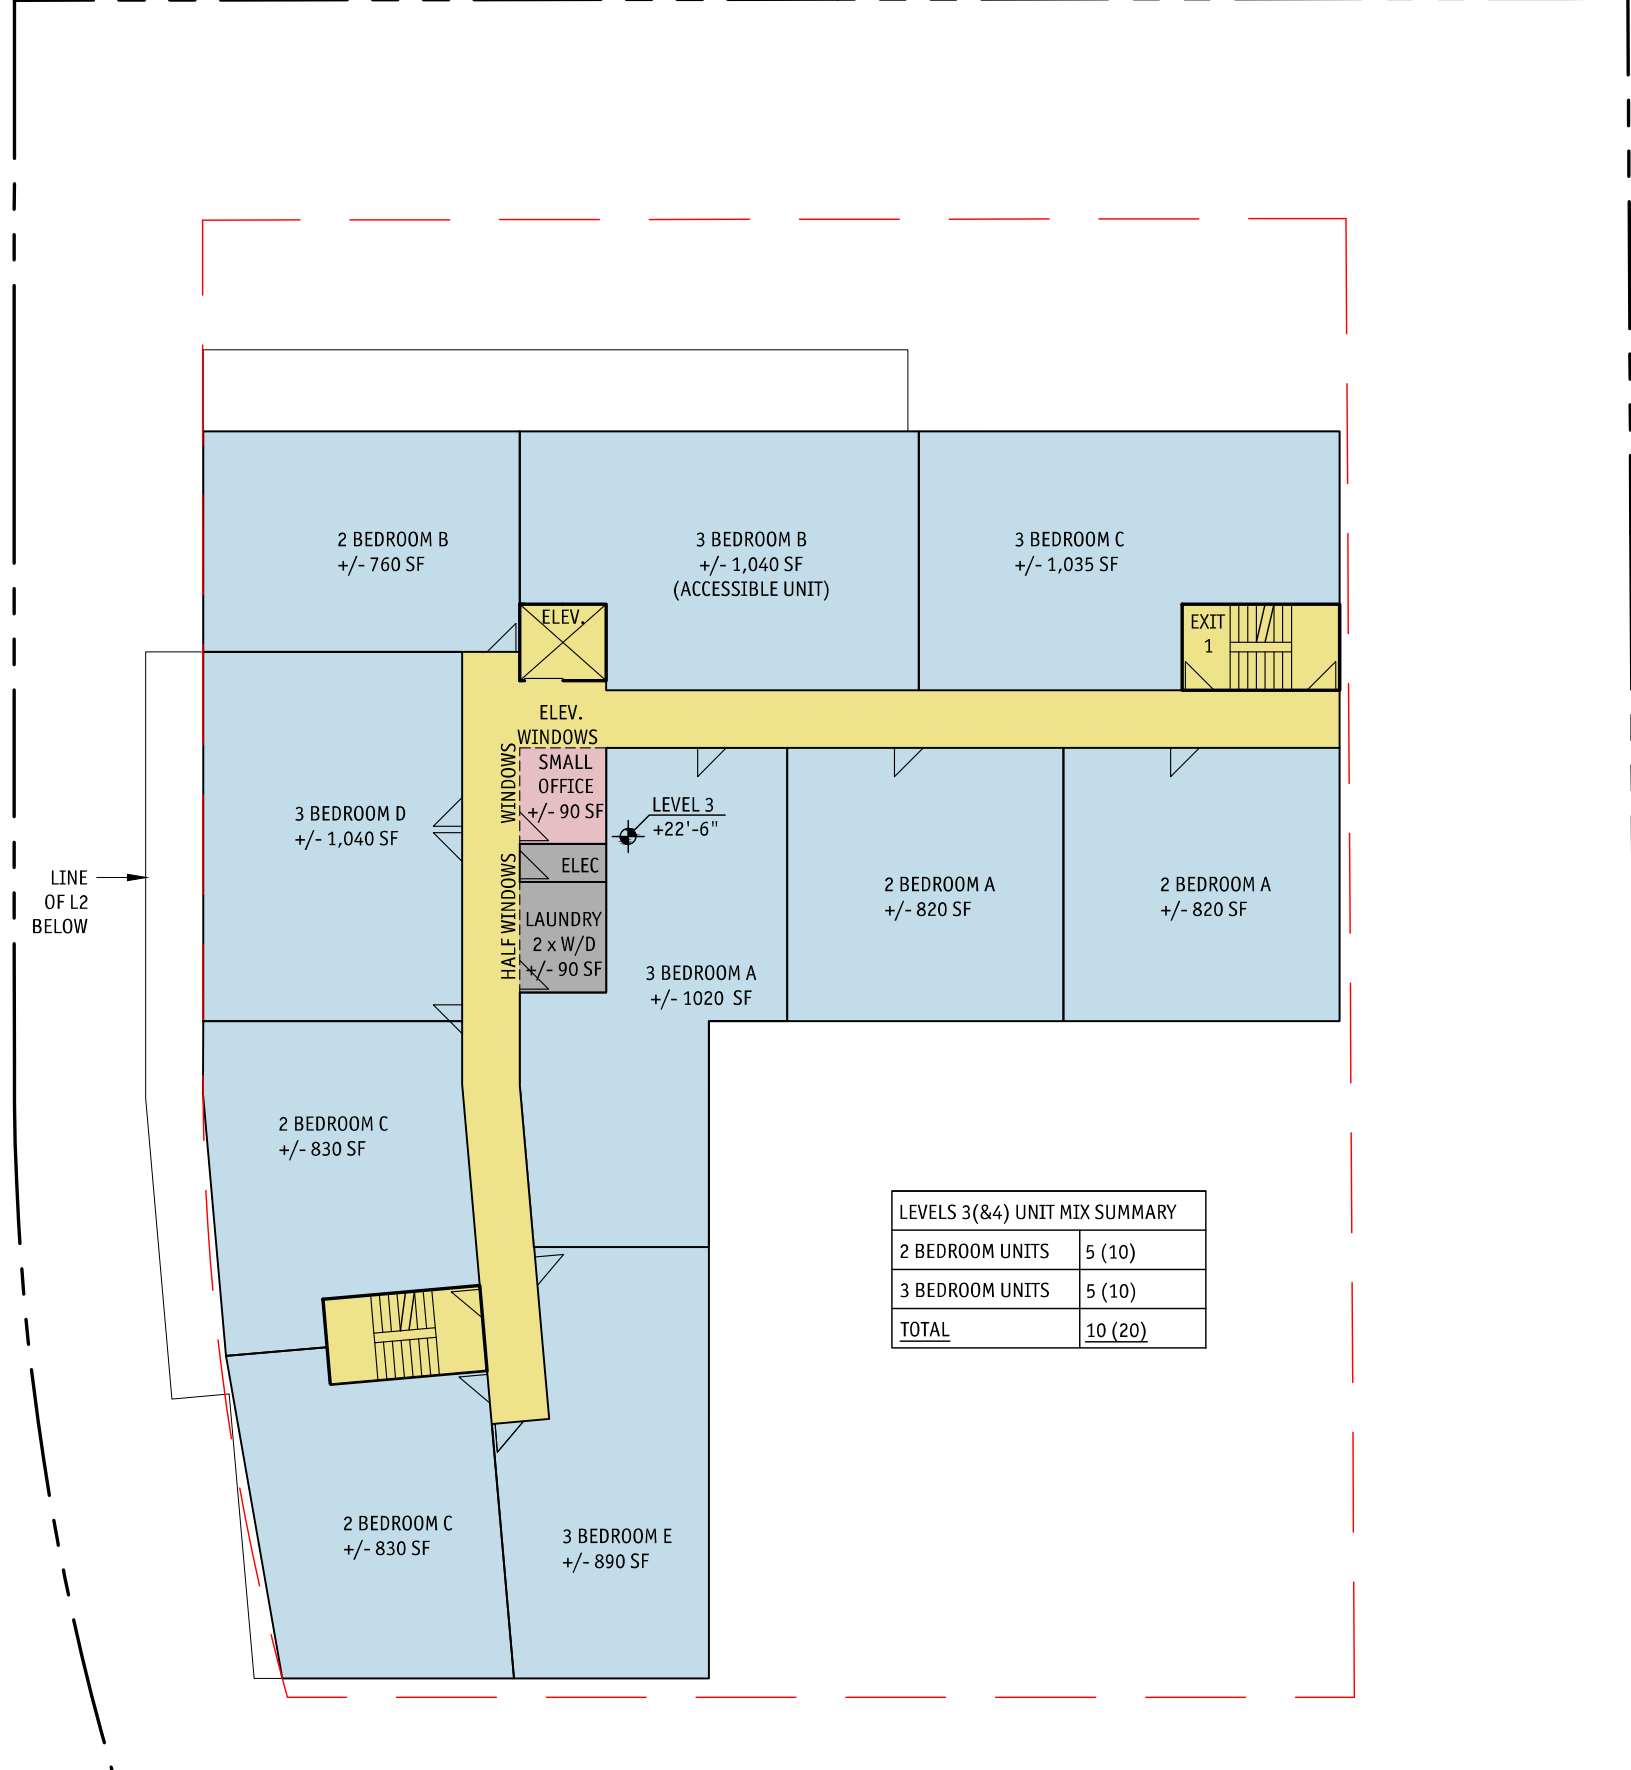 2 BEDROOM B
+/- 760 SF
3 BEDROOM B
+/- 1,040 SF
(ACCESSIBLE UNIT)
3 BEDROOM C
+/- 1,035 SF
ELEV.
EXIT
1
ELEV.
WINDOWS
WINDOWS
SMALL
OFFICE
+/- 90 SF
LEVEL 3
+22'-6"
3 BEDROOM D
+/- 1,040 SF
HALF WINDOWS
ELEC
LAUNDRY
2 x W/D
+/- 90 SF
LINE
OF L2
BELOW
2 BEDROOM A
+/- 820 SF
2 BEDROOM A
+/- 820 SF
3 BEDROOM A
+/- 1020 SF
2 BEDROOM C
+/- 830 SF
LEVELS 3(&4) UNIT MIX SUMMARY
2 BEDROOM UNITS 5 (10)
3 BEDROOM UNITS 5 (10)
TOTAL 10 (20)
2 BEDROOM C
+/- 830 SF
3 BEDROOM E
+/- 890 SF